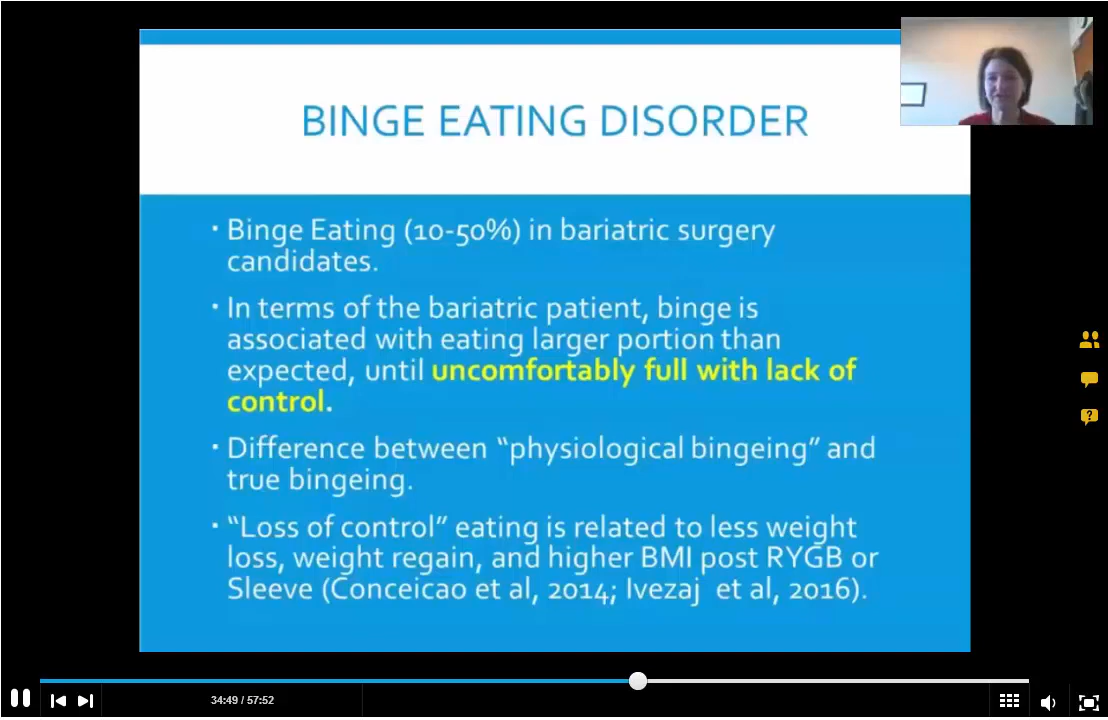 BINGE EATING DISORDER
▪ Binge Eating (10-50%) in bariatric surgery
candidates.
▪ In terms of the bariatric patient, binge is
associated with eating larger portion than
expected, until uncomfortably full with lack of
control.
▪ Difference between “physiological bingeing” and
true bingeing.
▪ “Loss of control” eating is related to less weight
loss, weight regain, and higher BMI post RYGB or
Sleeve (Conceicao et al, 2014; Ivezaj et al, 2016).
?
34:49 / 57:52